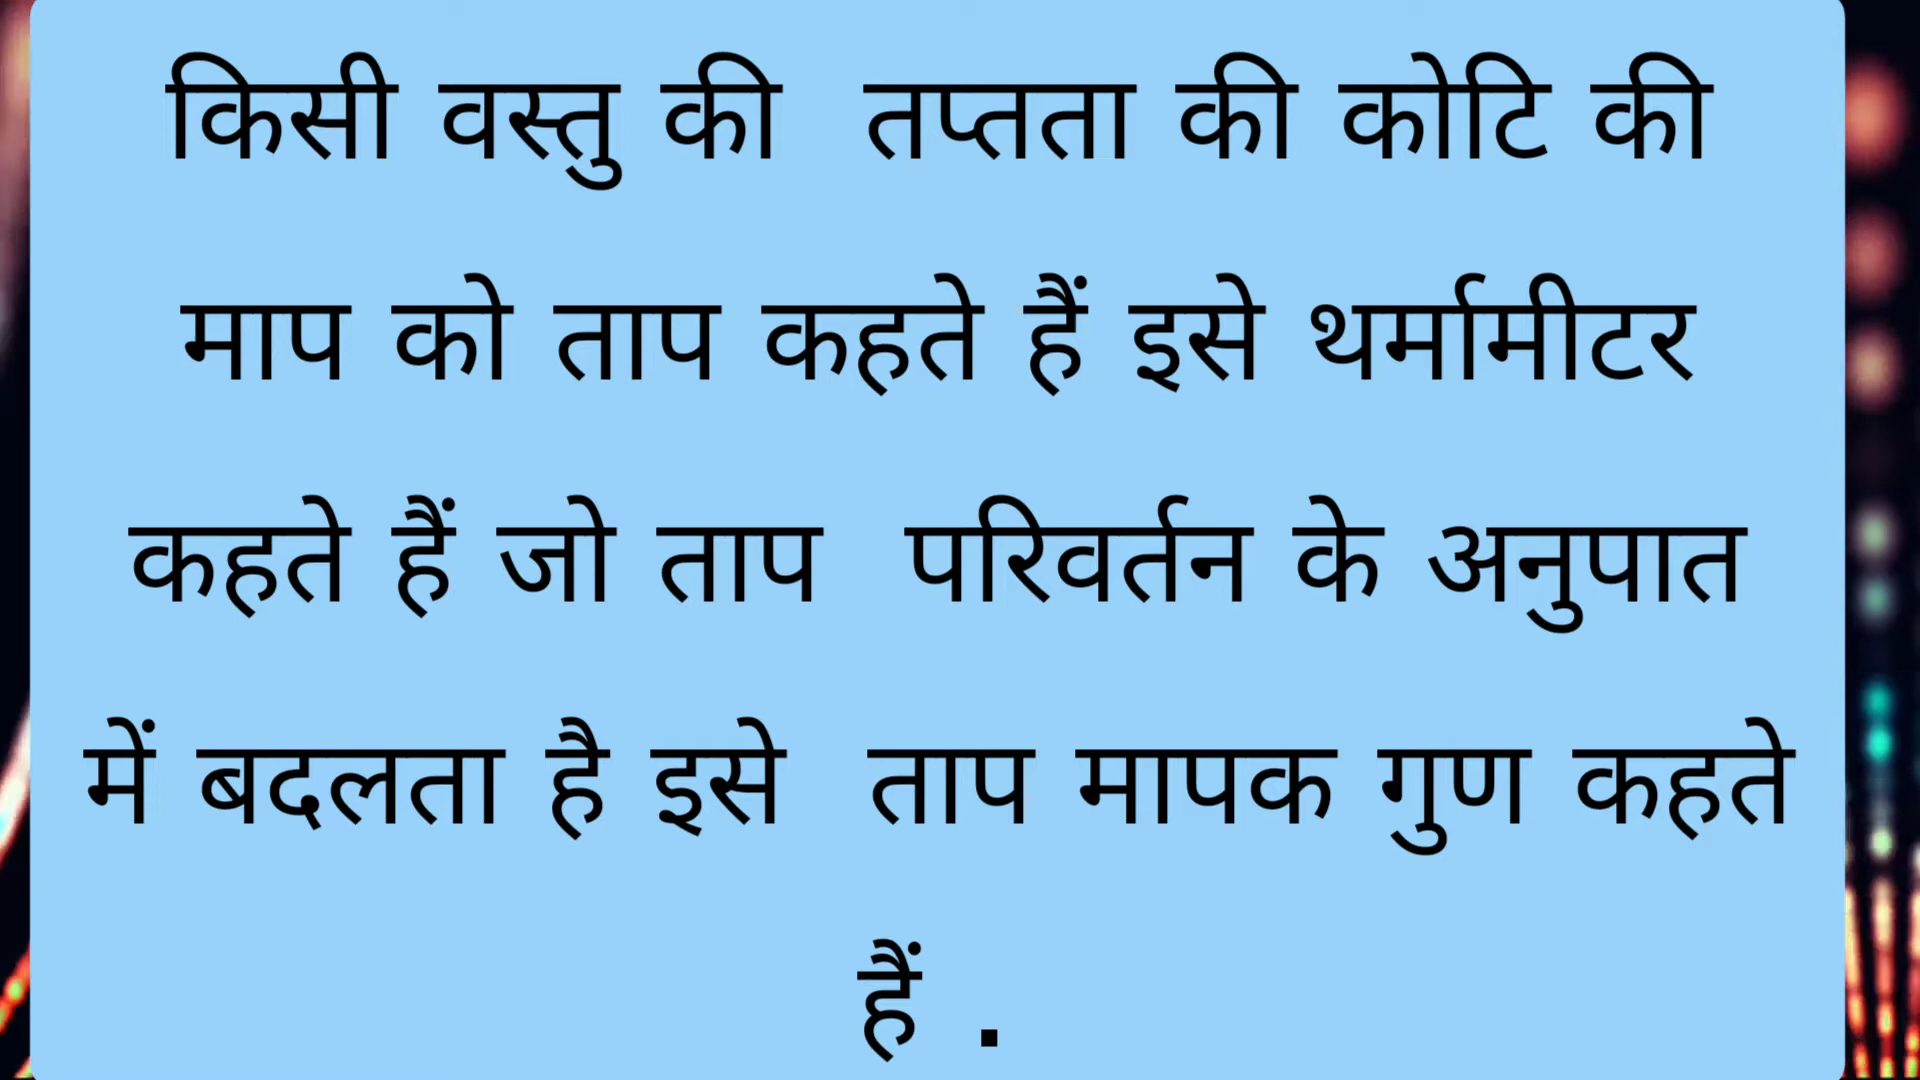 किसी वस्तु की तप्तता की कोटि की
माप को ताप कहते हैं इसे थर्मामीटर
कहते हैं जो ताप परिवर्तन के अनुपात
में बदलता है इसे ताप मापक गुण कहते
हैं .